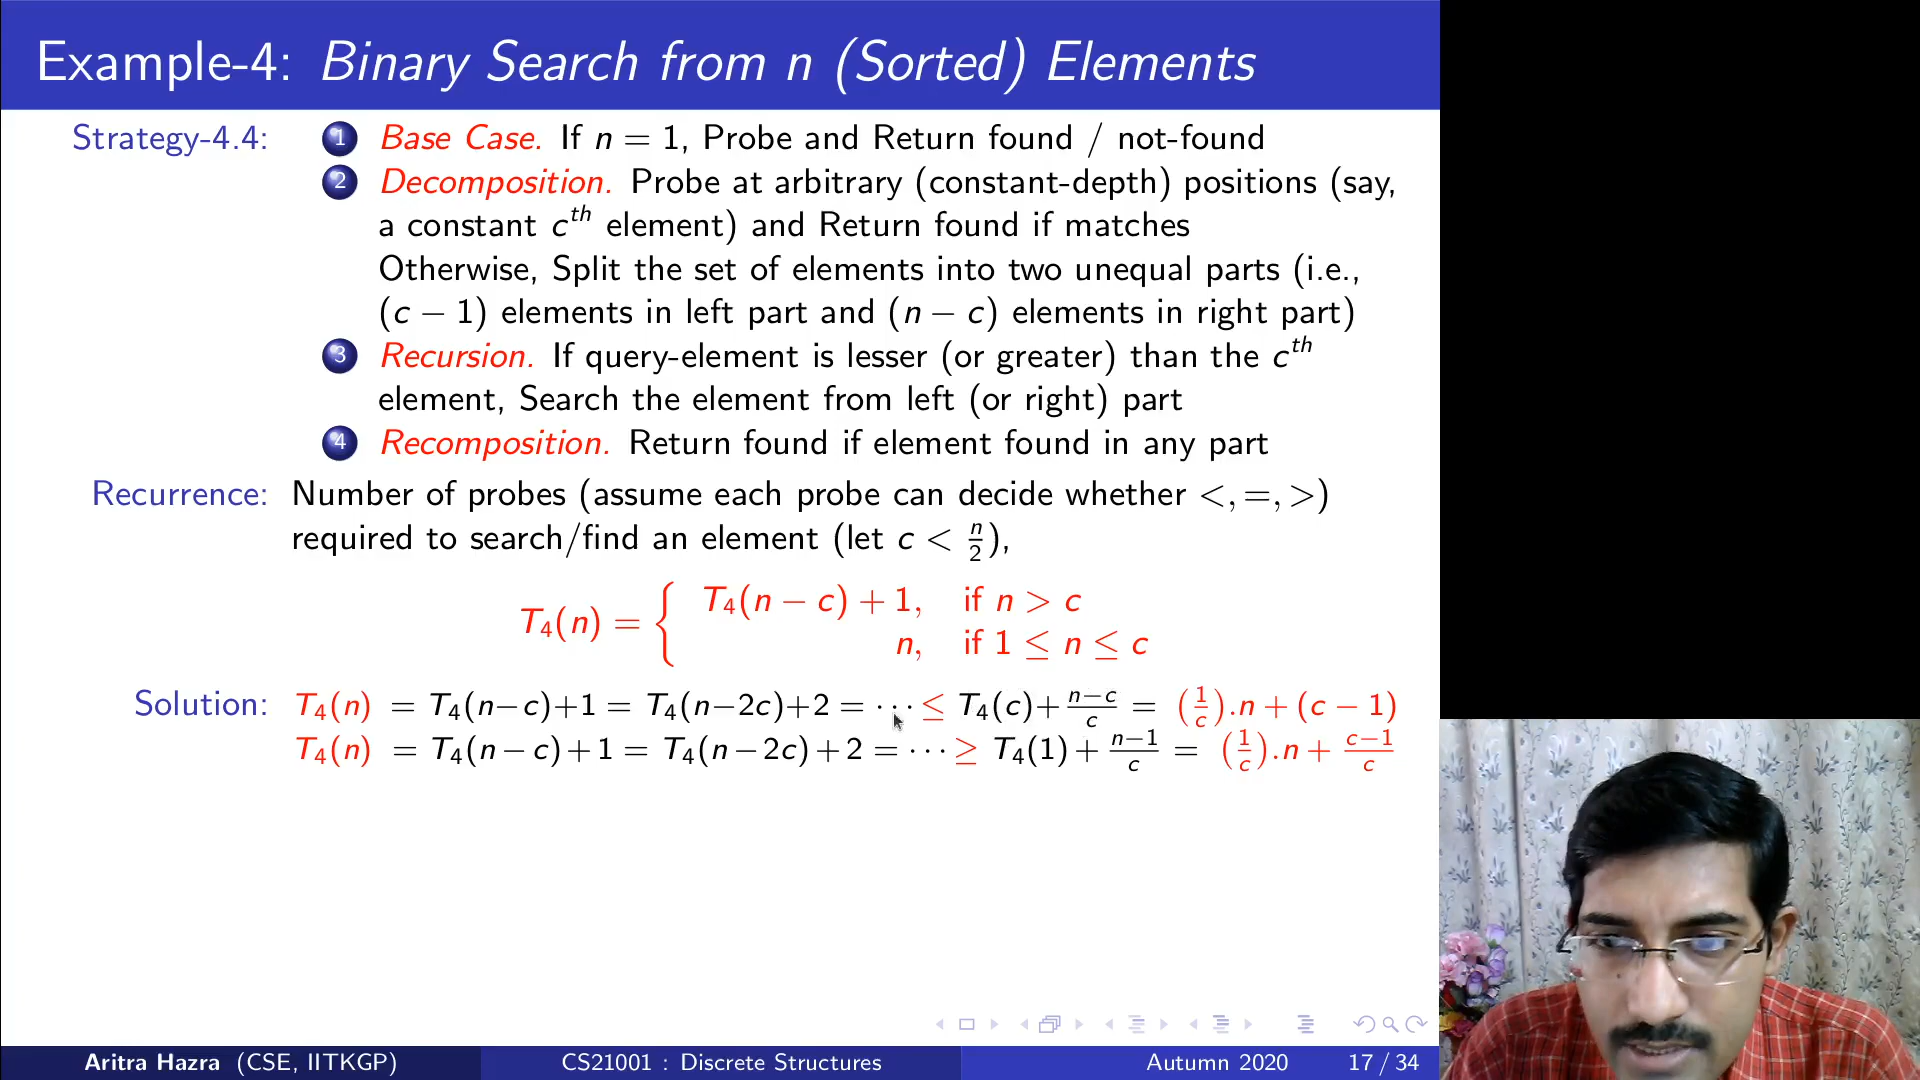 Example-4: Binary Search from n (Sorted) Elements
Strategy-4.4: 1 Base Case. If n = 1, Probe and Return found / not-found
2 Decomposition. Probe at arbitrary (constant-depth) positions (say,
a constant c^th element) and Return found if matches
Otherwise, Split the set of elements into two unequal parts (i.e.,
(c − 1) elements in left part and (n − c) elements in right part)
3 Recursion. If query-element is lesser (or greater) than the c^th
element, Search the element from left (or right) part
4 Recomposition. Return found if element found in any part
Recurrence: Number of probes (assume each probe can decide whether <, =, >)
required to search/find an element (let c < n/2),
T₄(n) = { T₄(n − c) + 1, if n > c
n, if 1 ≤ n ≤ c
Solution: T₄(n) = T₄(n−c)+1 = T₄(n−2c)+2 = ··· ≤ T₄(c)+ (n−c)/c = (1/c).n + (c − 1)
T₄(n) = T₄(n − c) + 1 = T₄(n − 2c) + 2 = ··· ≥ T₄(1) + (n−1)/c = (1/c).n + (c−1)/c
Aritra Hazra (CSE, IITKGP) CS21001 : Discrete Structures Autumn 2020 17 / 34